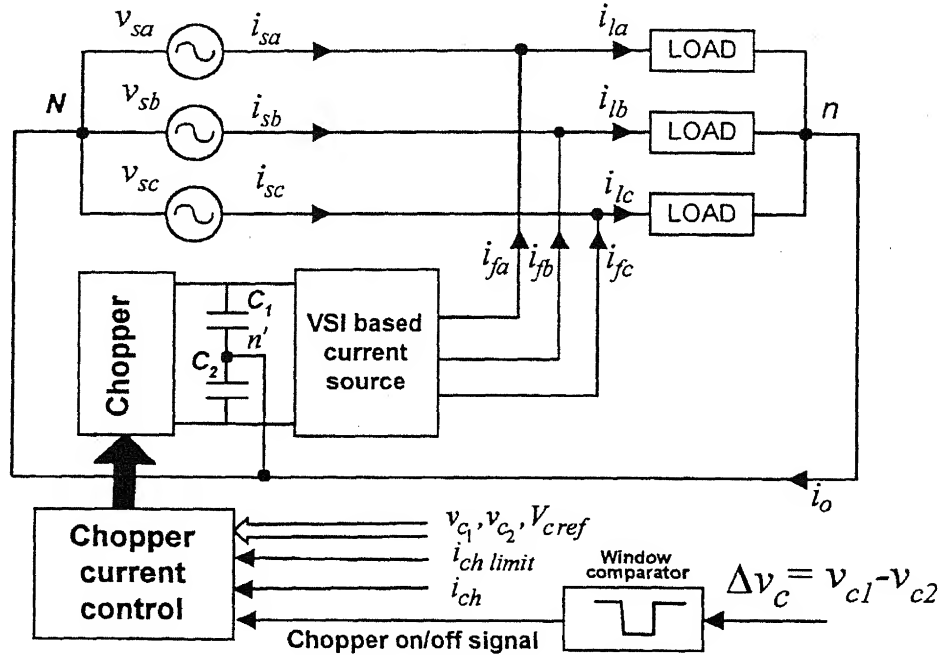 v_sa i_sa i_la LOAD
N v_sb i_sb i_lb LOAD n
v_sc i_sc i_lc LOAD
i_fa i_fb i_fc
Chopper
C_1
n'
C_2
VSI based
current
source
i_o
Chopper
current
control
v_c1, v_c2, V_c ref
i_ch limit
i_ch
Chopper on/off signal
Window
comparator
Δv_c = v_c1-v_c2